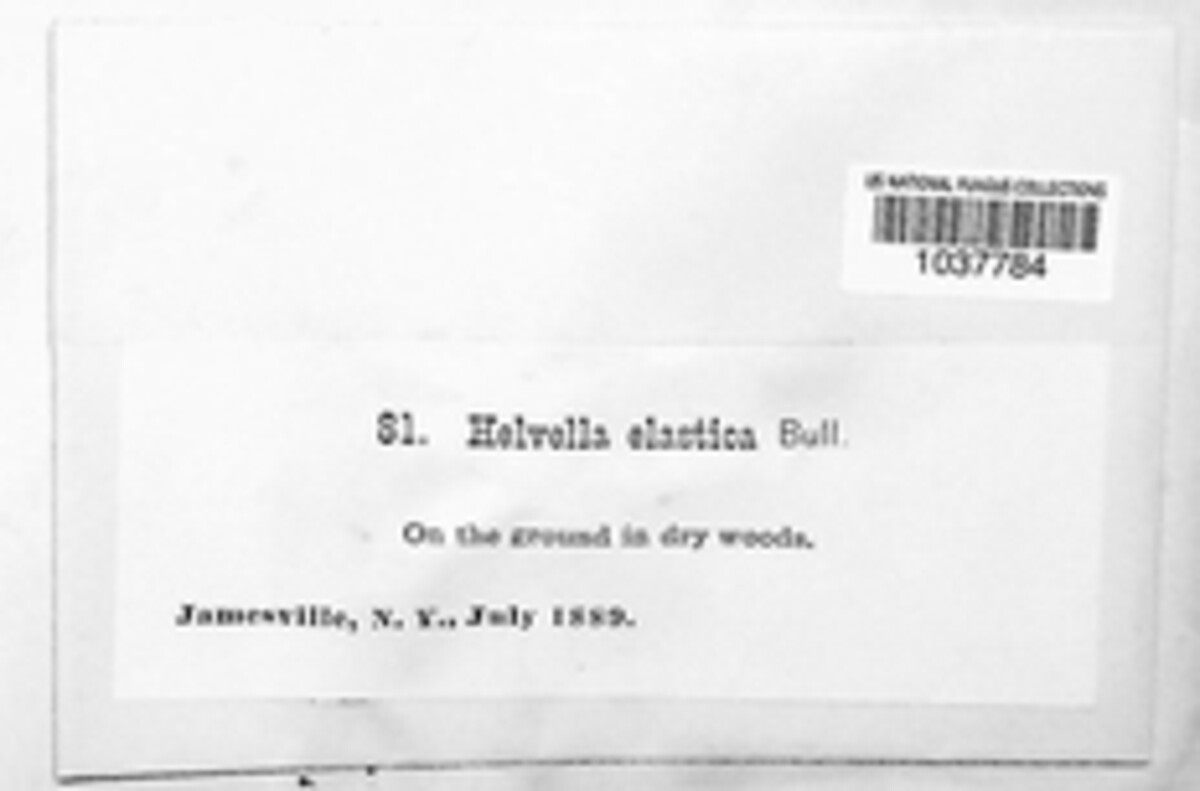 US NATIONAL FUNGUS COLLECTIONS
1037784
81. Helvella elastica Bull.
On the ground in dry woods.
Jamesville, N. Y., July 1889.